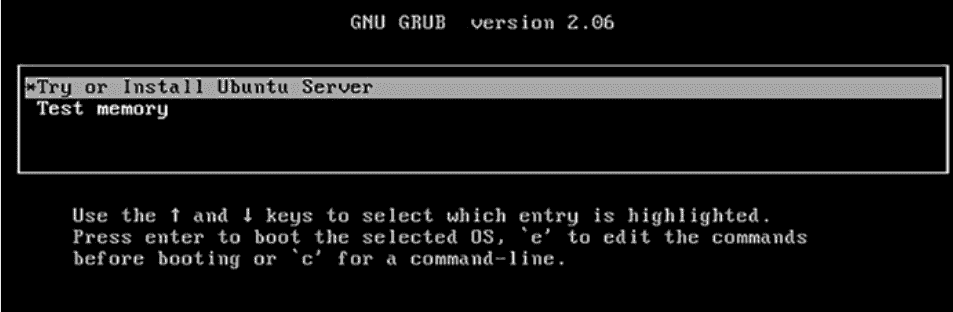 GNU GRUB version 2.06
*Try or Install Ubuntu Server
Test memory
Use the ↑ and ↓ keys to select which entry is highlighted.
Press enter to boot the selected OS, `e' to edit the commands
before booting or `c' for a command-line.